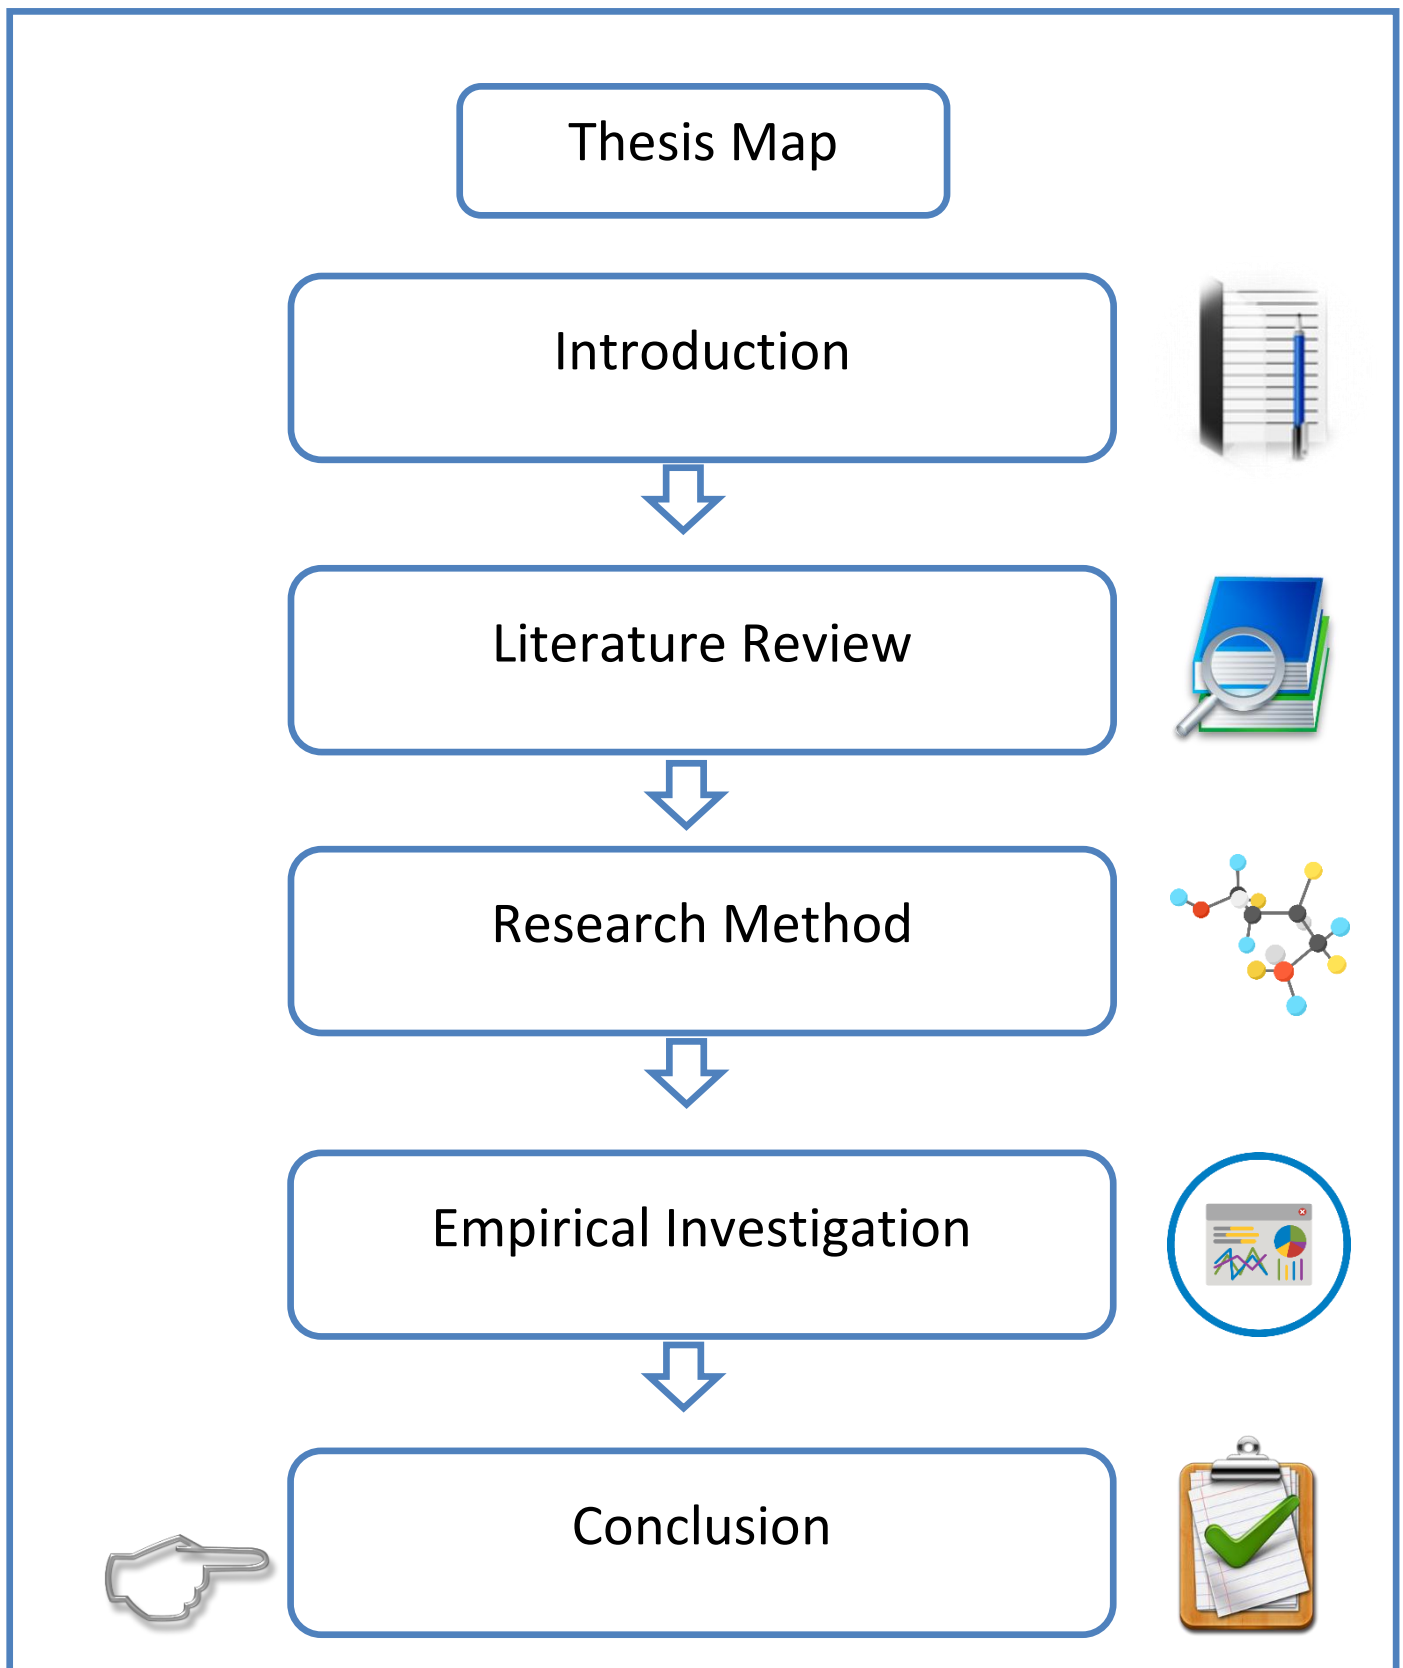 Thesis Map
Introduction
Literature Review
Research Method
Empirical Investigation
Conclusion